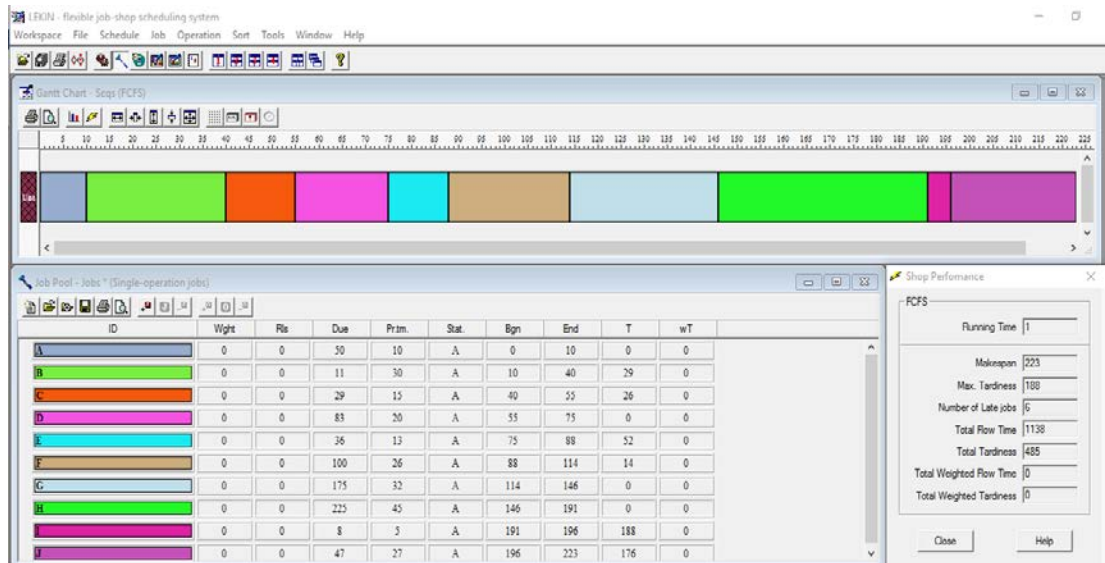 LEKIN - flexible job-shop scheduling system
Workspace File Schedule Job Operation Sort Tools Window Help
Gantt Chart - Seqs (FCFS)
5 10 15 20 25 30 35 40 45 50 55 60 65 70 75 80 85 90 95 100 105 110 115 120 125 130 135 140 145 150 155 160 165 170 175 180 185 190 195 200 205 210 215 220 225
Job Pool - Jobs * (Single-operation jobs)
ID Wght Rls Due Pr.tm. Stat. Bgn End T wT
A 0 0 50 10 A 0 10 0 0
B 0 0 11 30 A 10 40 29 0
C 0 0 29 15 A 40 55 26 0
D 0 0 83 20 A 55 75 0 0
E 0 0 36 13 A 75 88 52 0
F 0 0 100 26 A 88 114 14 0
G 0 0 175 32 A 114 146 0 0
H 0 0 225 45 A 146 191 0 0
I 0 0 8 5 A 191 196 188 0
J 0 0 47 27 A 196 223 176 0
Shop Performance
FCFS
Running Time 1
Makespan 223
Max. Tardiness 188
Number of Late jobs 6
Total Flow Time 1138
Total Tardiness 485
Total Weighted Flow Time 0
Total Weighted Tardiness 0
Close Help